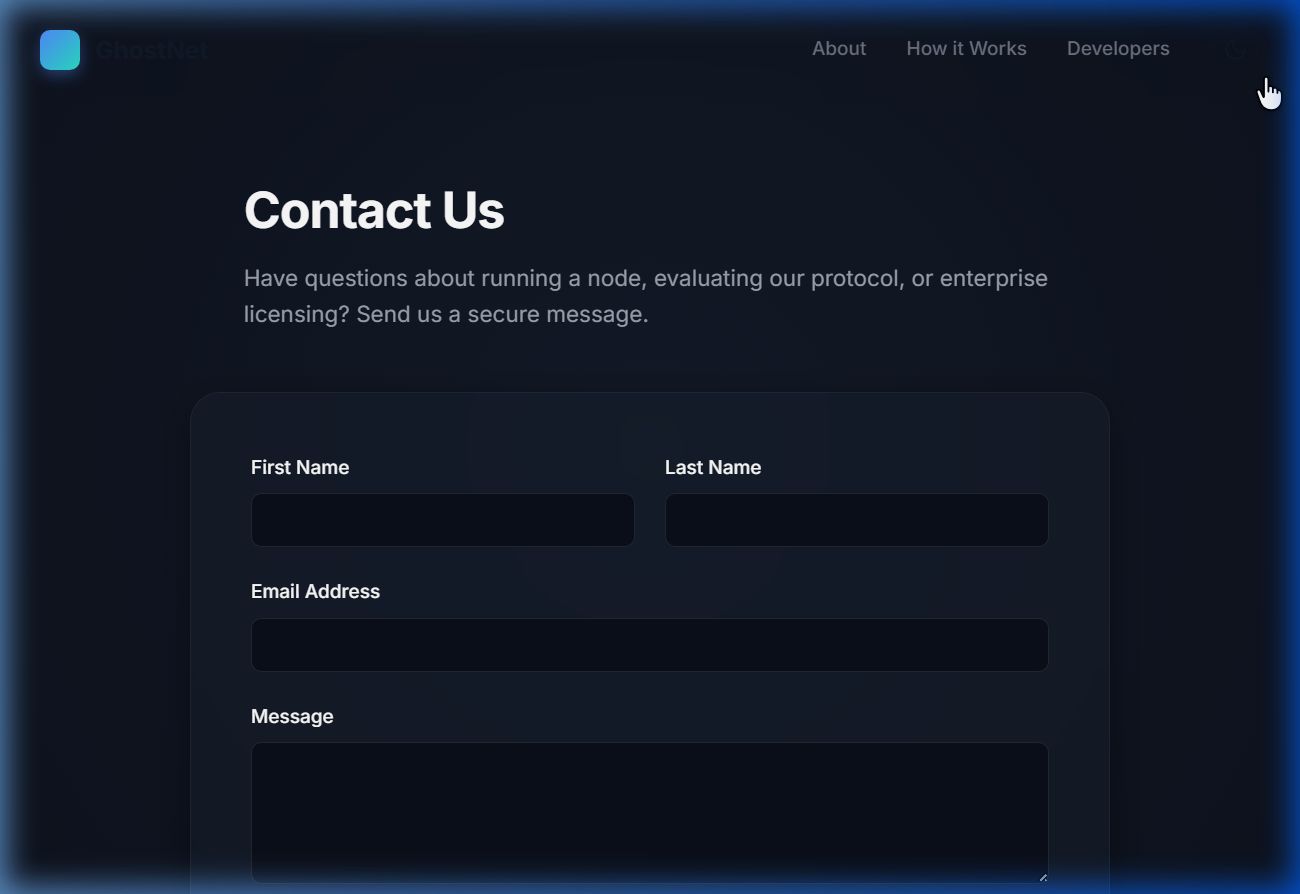 GhostNet
About
How it Works
Developers
Contact Us
Have questions about running a node, evaluating our protocol, or enterprise
licensing? Send us a secure message.
First Name
Last Name
Email Address
Message